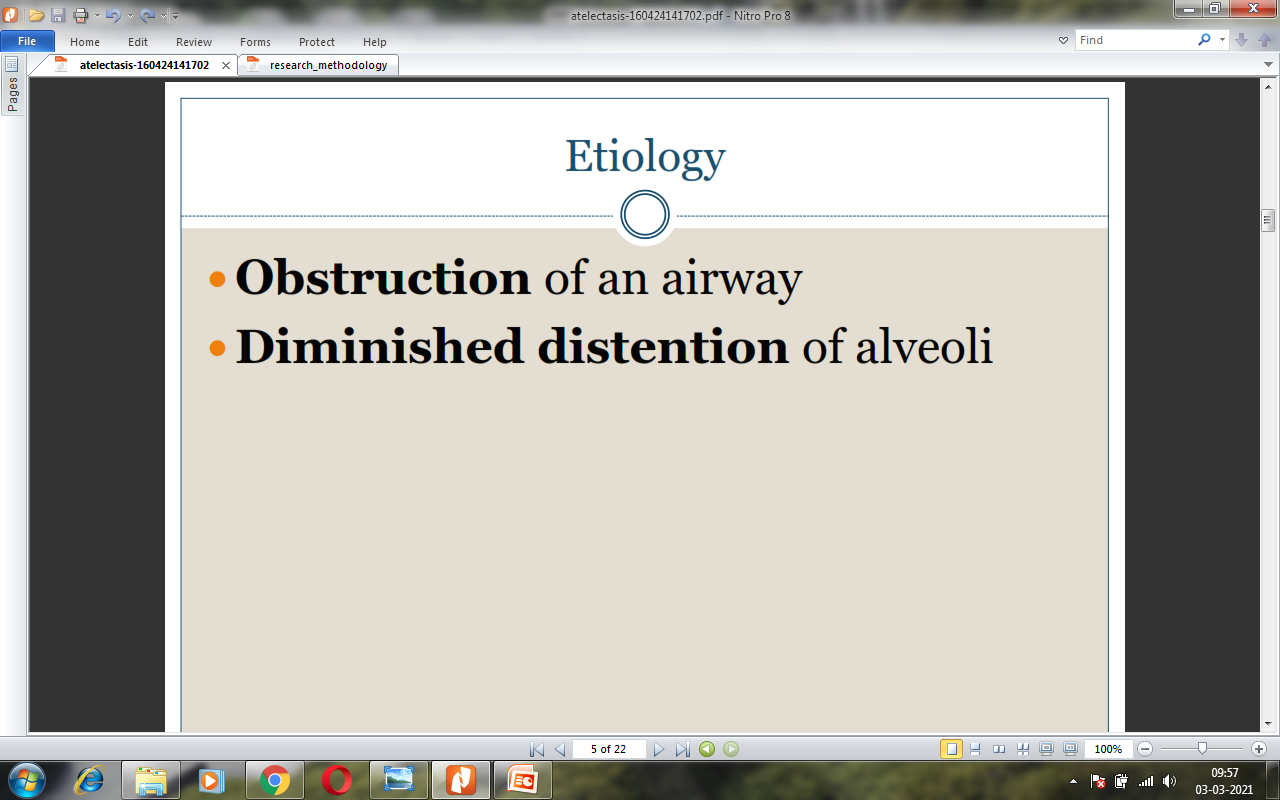 atelectasis-160424141702.pdf - Nitro Pro 8
File Home Edit Review Forms Protect Help
Find
atelectasis-160424141702 research_methodology
Pages
Etiology
Obstruction of an airway
Diminished distention of alveoli
5 of 22
100%
09:57
03-03-2021